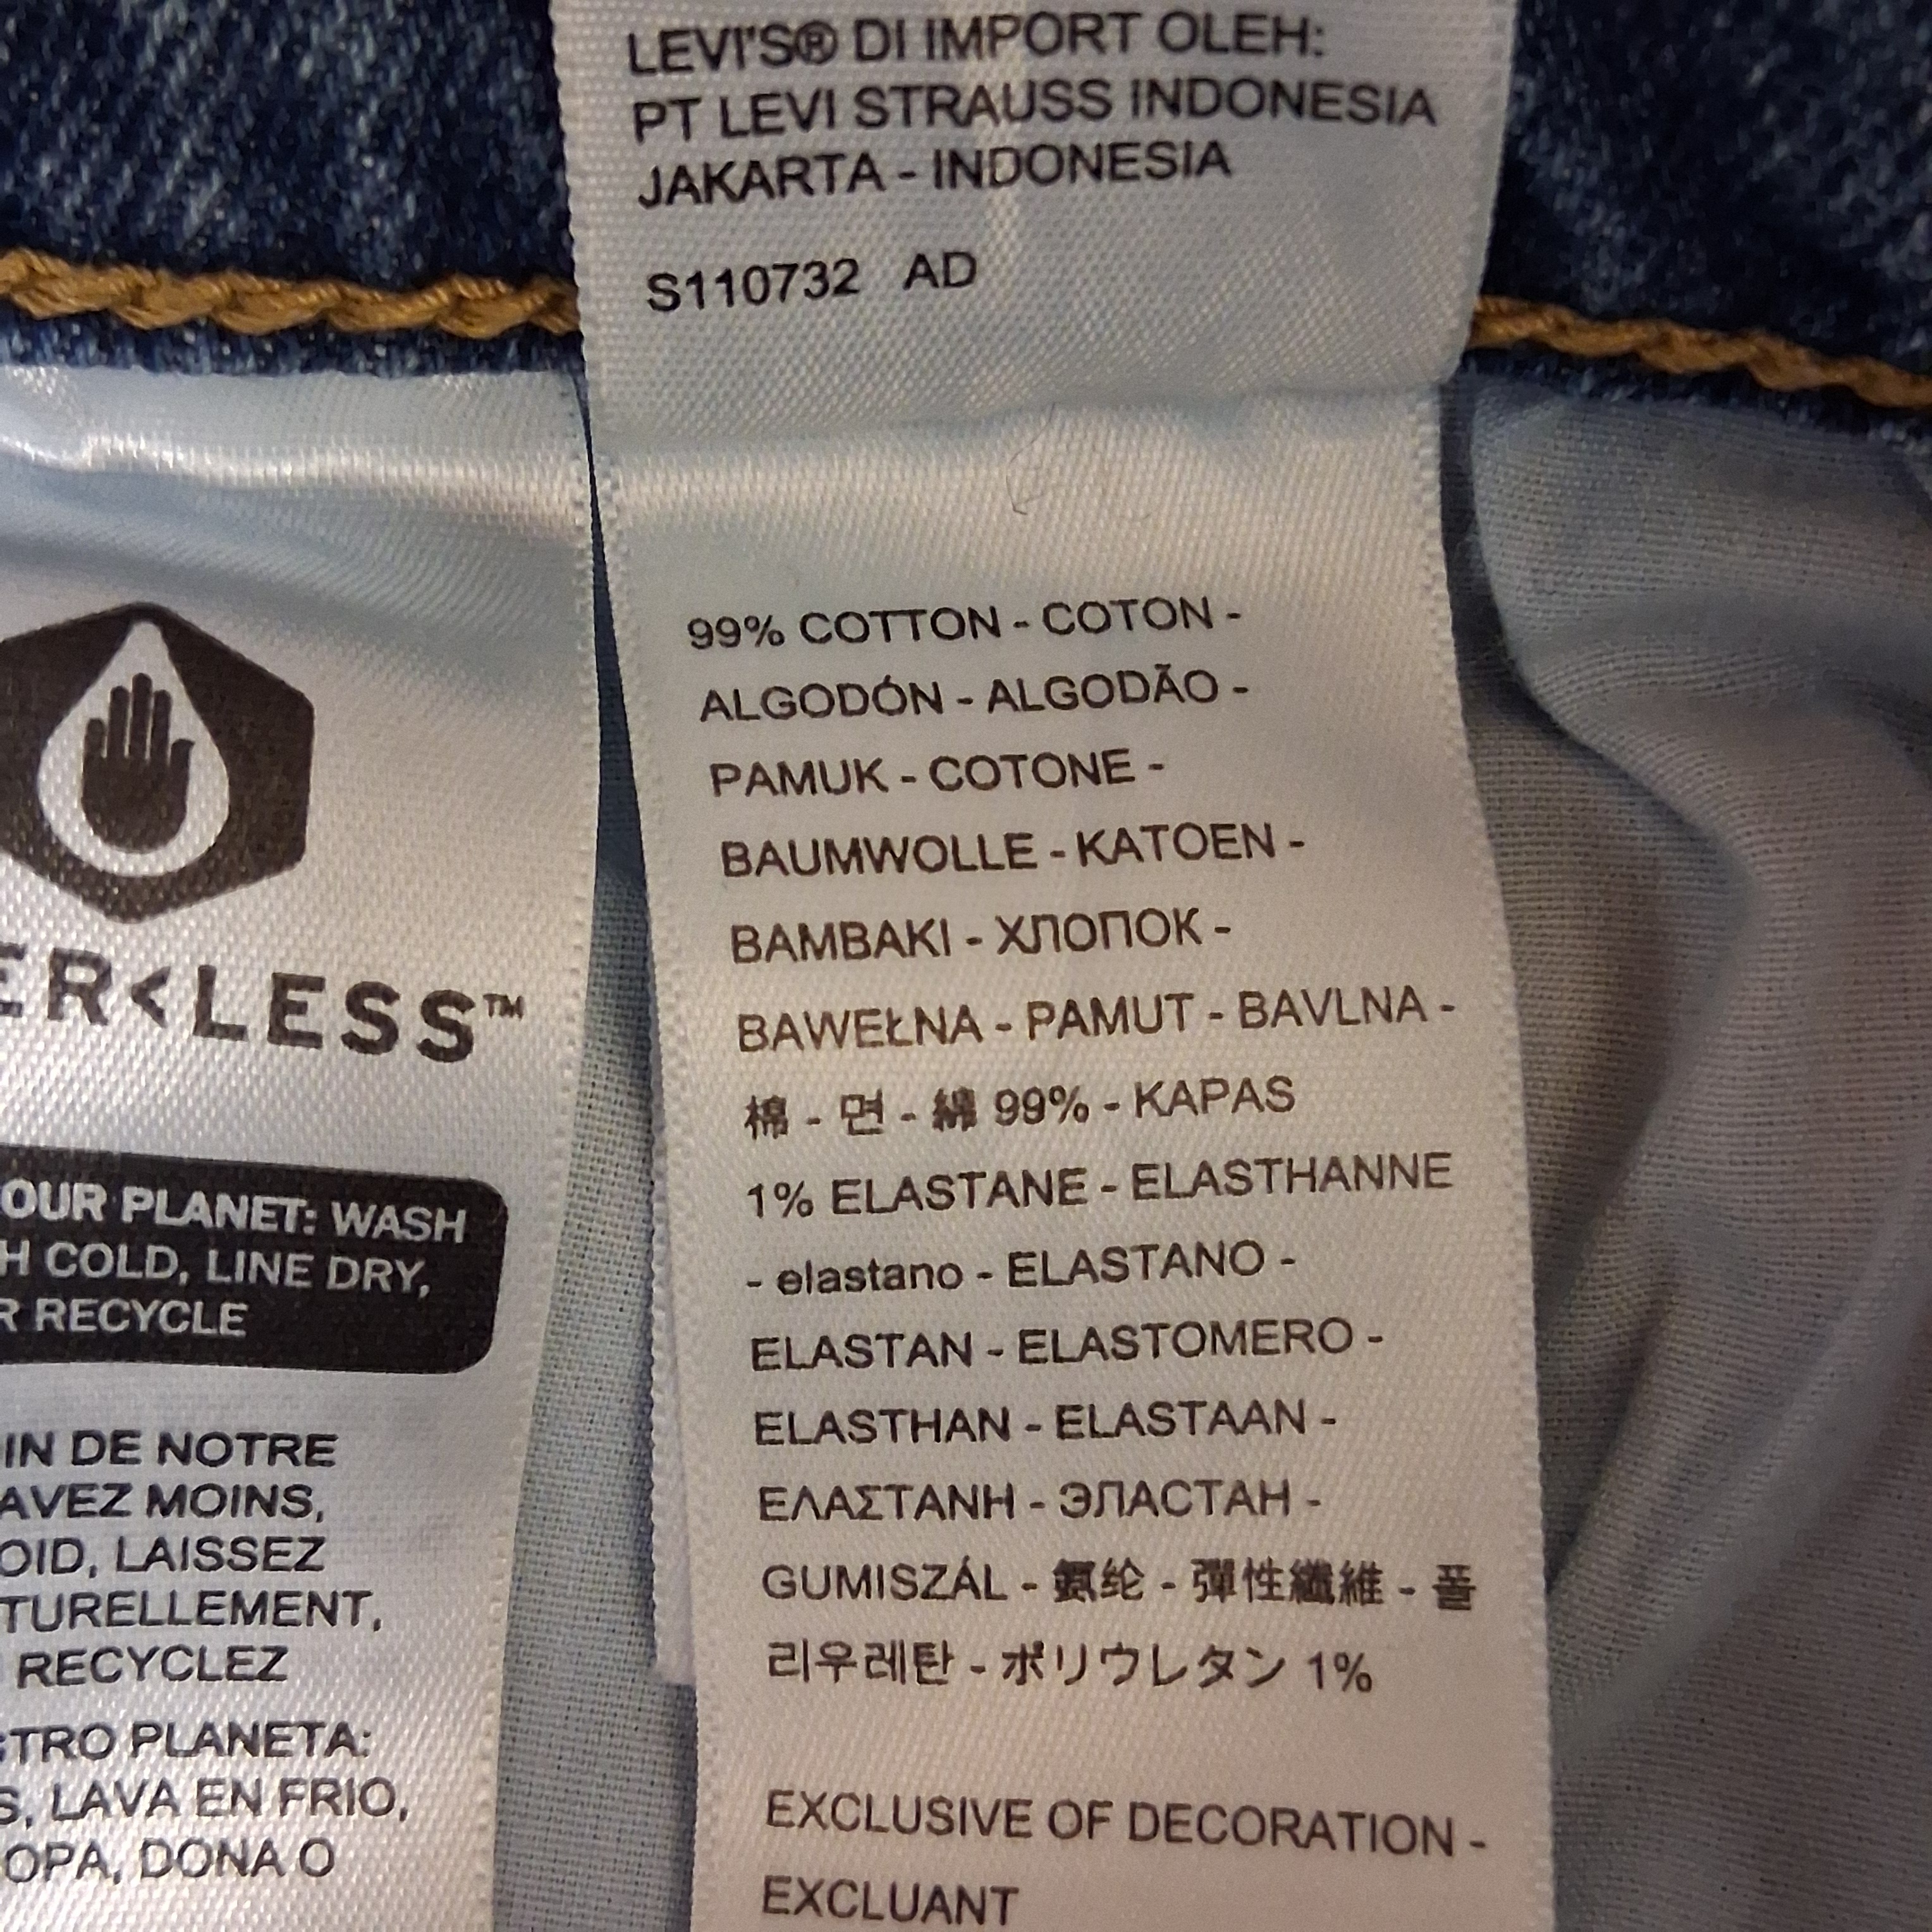 LEVI'S® DI IMPORT OLEH:
PT LEVI STRAUSS INDONESIA
JAKARTA - INDONESIA
S110732 AD
99% COTTON - COTON -
ALGODÓN - ALGODÃO -
PAMUK - COTONE -
BAUMWOLLE - KATOEN -
BAMBAKI - ХЛОПОК -
BAWEŁNA - PAMUT - BAVLNA -
棉 - 면 - 綿 99% - KAPAS
1% ELASTANE - ELASTHANNE
- elastano - ELASTANO -
ELASTAN - ELASTOMERO -
ELASTHAN - ELASTAAN -
ΕΛΑΣΤΑΝΗ - ЭЛАСТАН -
GUMISZÁL - 氨纶 - 彈性纖維 - 폴
리우레탄 - ポリウレタン 1%
EXCLUSIVE OF DECORATION -
EXCLUANT
ER<LESS™
OUR PLANET: WASH
H COLD, LINE DRY,
R RECYCLE
IN DE NOTRE
AVEZ MOINS,
OID, LAISSEZ
TURELLEMENT,
RECYCLEZ
STRO PLANETA:
S, LAVA EN FRIO,
OPA, DONA O